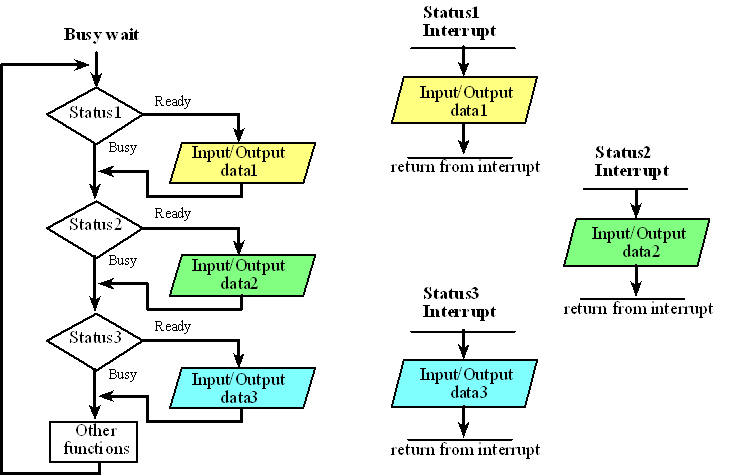 Busy wait
Status1
Ready
Busy
Input/Output
data1
Status2
Ready
Busy
Input/Output
data2
Status3
Ready
Busy
Input/Output
data3
Other
functions
Status1
Interrupt
Input/Output
data1
return from interrupt
Status2
Interrupt
Input/Output
data2
return from interrupt
Status3
Interrupt
Input/Output
data3
return from interrupt